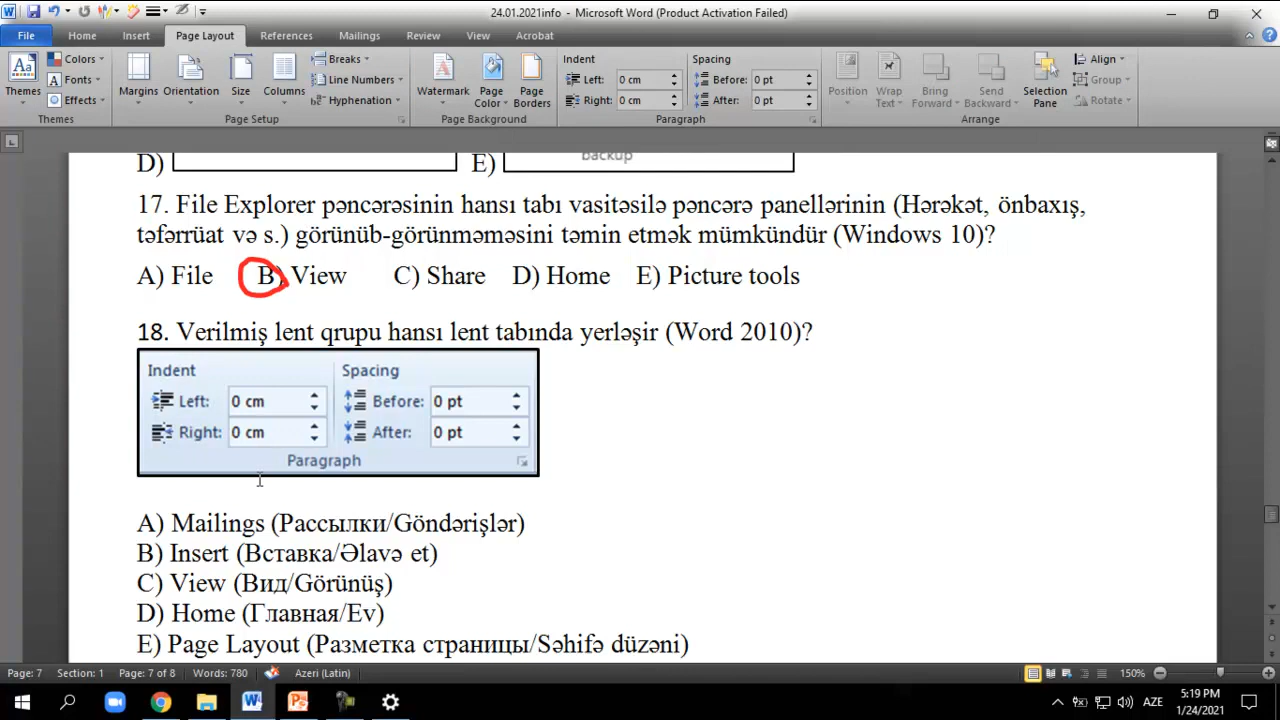 24.01.2021info - Microsoft Word (Product Activation Failed)
File Home Insert Page Layout References Mailings Review View Acrobat
Themes
Colors
Fonts
Effects
Themes
Margins Orientation Size Columns
Breaks
Line Numbers
Hyphenation
Page Setup
Watermark Page Color Page Borders
Page Background
Indent
Left: 0 cm
Right: 0 cm
Spacing
Before: 0 pt
After: 0 pt
Paragraph
Position Wrap Text Bring Forward Send Backward Selection Pane
Align
Group
Rotate
Arrange
D) E) backup
17. File Explorer pəncərəsinin hansı tabı vasitəsilə pəncərə panellərinin (Hərəkət, önbaxış,
təfərrüat və s.) görünüb-görünməməsini təmin etmək mümkündür (Windows 10)?
A) File B) View C) Share D) Home E) Picture tools
18. Verilmiş lent qrupu hansı lent tabında yerləşir (Word 2010)?
Indent Spacing
Left: 0 cm Before: 0 pt
Right: 0 cm After: 0 pt
Paragraph
A) Mailings (Рассылки/Göndərişlər)
B) Insert (Вставка/Əlavə et)
C) View (Вид/Görünüş)
D) Home (Главная/Ev)
E) Page Layout (Разметка страницы/Səhifə düzəni)
Page: 7 Section: 1 Page: 7 of 8 Words: 780 Azeri (Latin) 150%
AZE 5:19 PM
1/24/2021